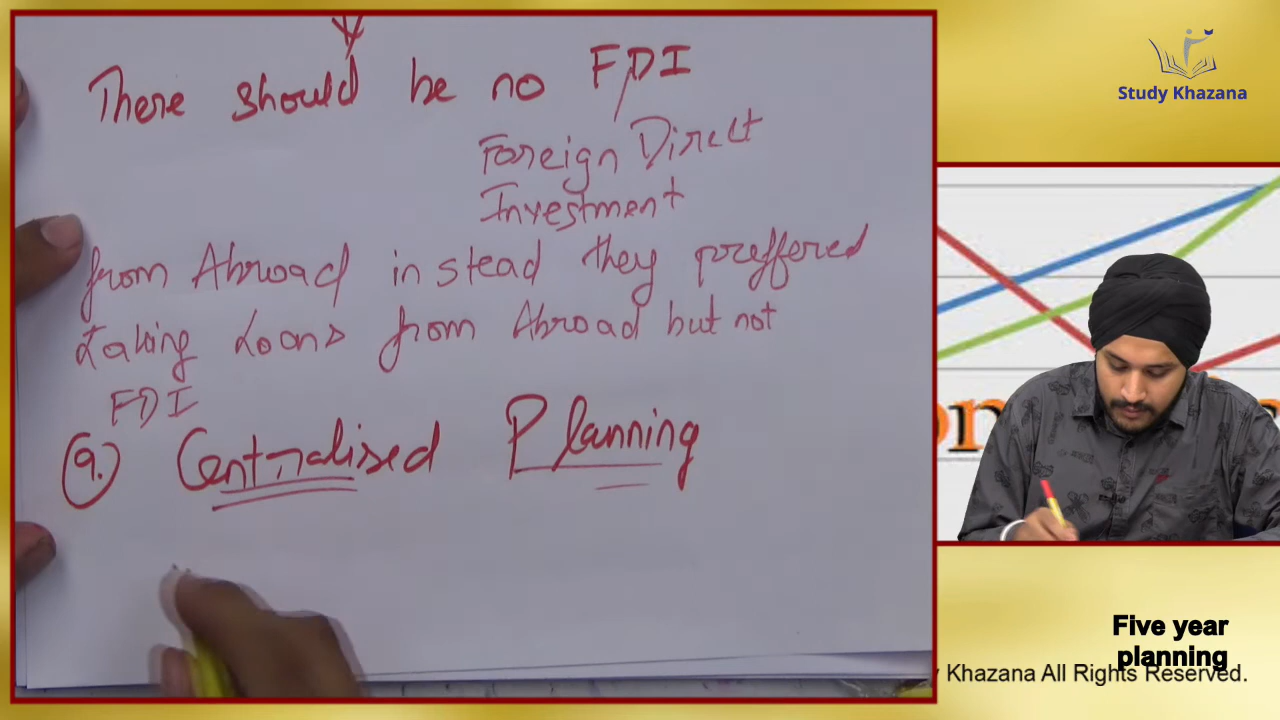 There should be no FDI
Foreign Direct
Investment
from Abroad instead they preffered
taking Loans from Abroad but not
FDI
9. Centralised Planning
Study Khazana
on
Five year
planning
y Khazana All Rights Reserved.